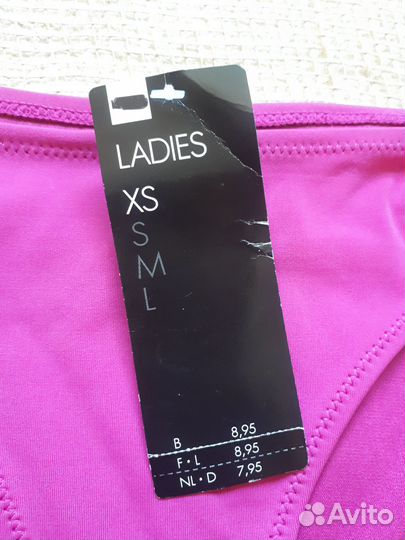 LADIES
XS
S
M
L
B 8,95
F • L 8,95
NL • D 7,95
Avito